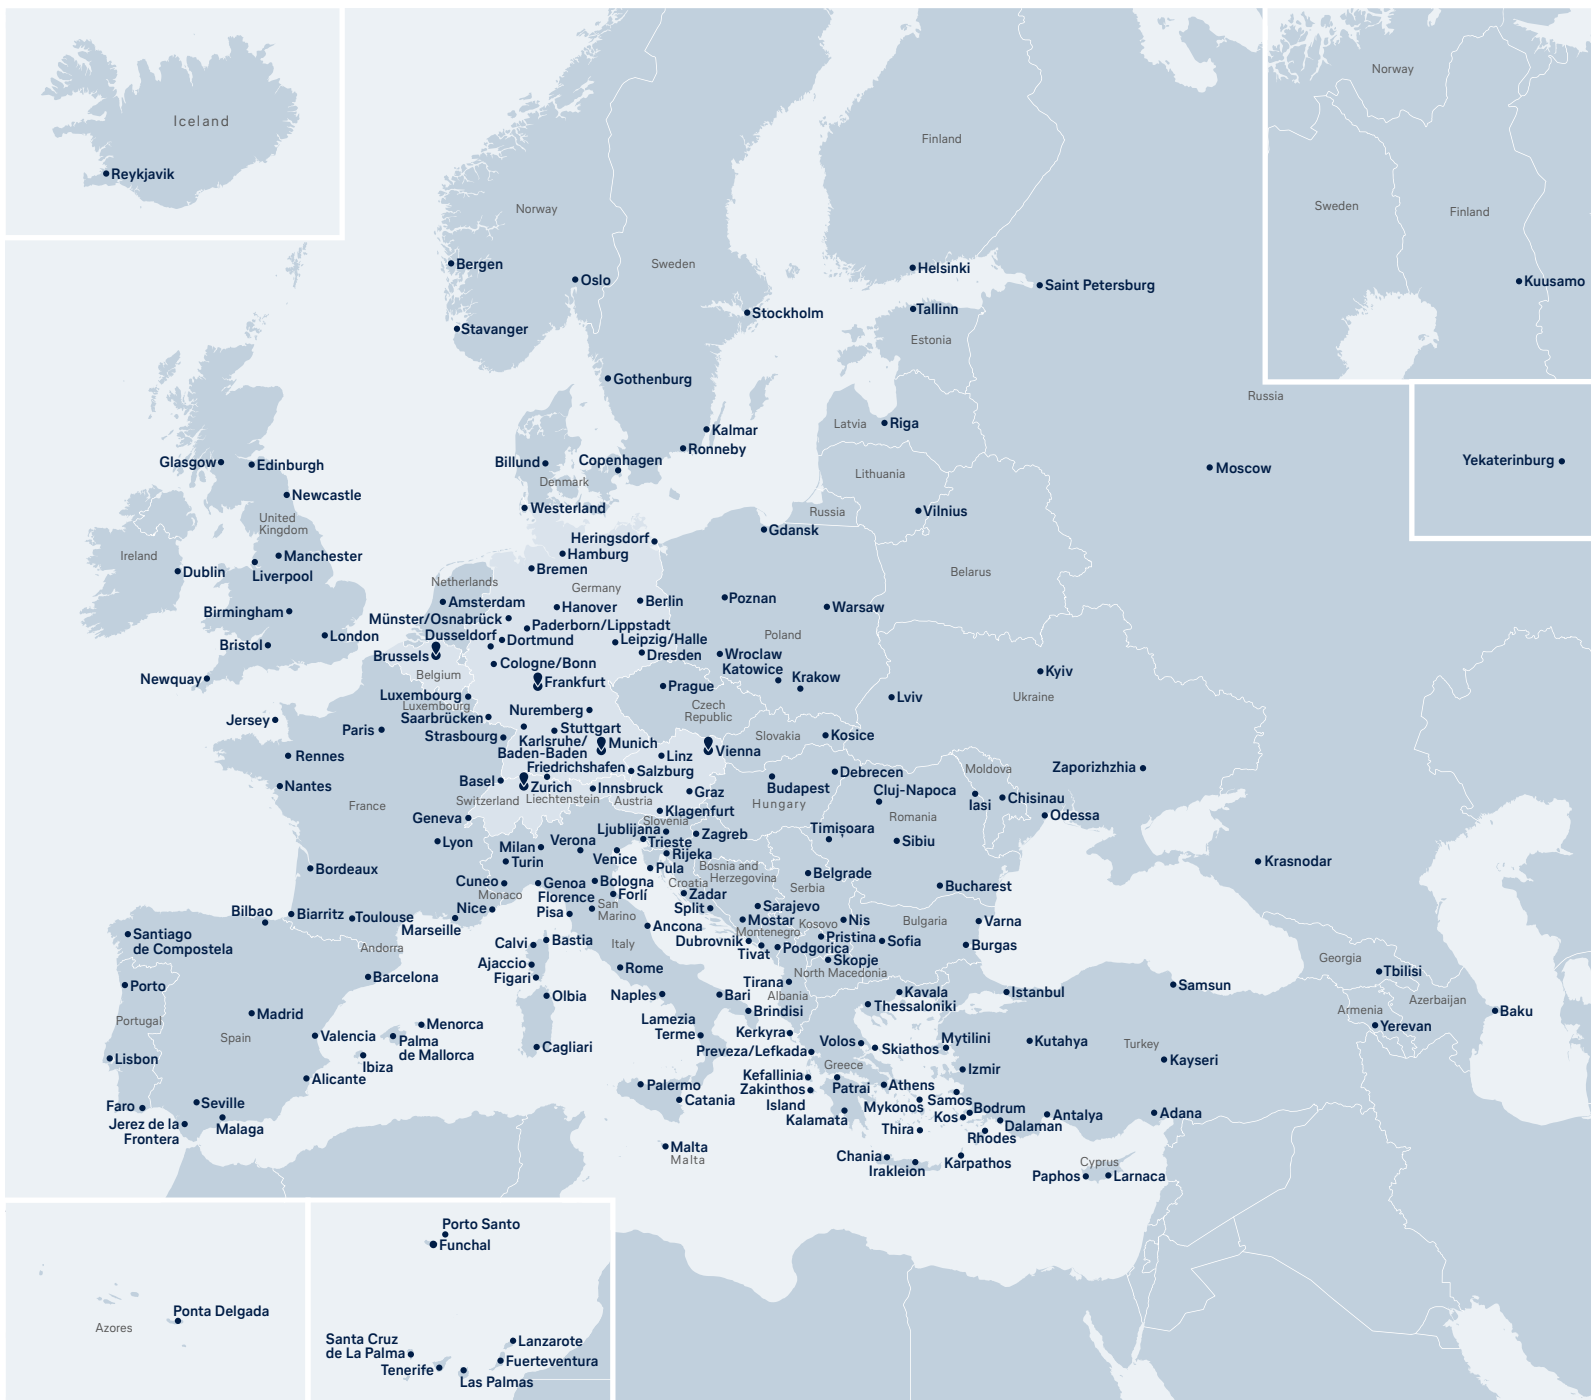 Iceland
Reykjavik
Norway
Sweden
Finland
Kuusamo
Russia
Yekaterinburg
Finland
Norway
Sweden
Bergen
Oslo
Stavanger
Stockholm
Helsinki
Tallinn
Saint Petersburg
Estonia
Gothenburg
Kalmar
Ronneby
Latvia
Riga
Lithuania
Vilnius
Moscow
Russia
Belarus
Billund
Copenhagen
Denmark
Westerland
Glasgow
Edinburgh
Newcastle
United
Kingdom
Ireland
Dublin
Manchester
Liverpool
Birmingham
Bristol
London
Newquay
Jersey
Gdansk
Heringsdorf
Hamburg
Bremen
Netherlands
Germany
Amsterdam
Hanover
Berlin
Poznan
Warsaw
Münster/Osnabrück
Paderborn/Lippstadt
Dusseldorf
Dortmund
Leipzig/Halle
Poland
Brussels
Dresden
Wroclaw
Katowice
Krakow
Cologne/Bonn
Belgium
Frankfurt
Prague
Kyiv
Ukraine
Lviv
Luxembourg
Luxembourg
Saarbrücken
Nuremberg
Czech
Republic
Paris
Strasbourg
Stuttgart
Karlsruhe/
Baden-Baden
Munich
Vienna
Slovakia
Kosice
Rennes
Linz
Friedrichshafen
Salzburg
Basel
Zurich
Innsbruck
Graz
Budapest
Debrecen
Moldova
Zaporizhzhia
Nantes
Switzerland
Liechtenstein
Austria
Hungary
Cluj-Napoca
Iasi
Chisinau
France
Geneva
Klagenfurt
Slovenia
Romania
Odessa
Ljublijana
Zagreb
Timișoara
Sibiu
Lyon
Milan
Verona
Trieste
Rijeka
Turin
Venice
Pula
Bosnia and
Herzegovina
Belgrade
Krasnodar
Bordeaux
Cuneo
Genoa
Bologna
Croatia
Serbia
Bucharest
Monaco
Florence
Forlí
Zadar
Bilbao
Biarritz
Toulouse
Nice
Pisa
San
Marino
Split
Sarajevo
Mostar
Kosovo
Nis
Bulgaria
Varna
Marseille
Ancona
Montenegro
Santiago
de Compostela
Andorra
Calvi
Bastia
Italy
Dubrovnik
Tivat
Podgorica
Pristina
Sofia
Burgas
Skopje
Ajaccio
Figari
Rome
North Macedonia
Georgia
Tbilisi
Porto
Barcelona
Olbia
Naples
Bari
Tirana
Albania
Kavala
Thessaloniki
Istanbul
Samsun
Azerbaijan
Armenia
Baku
Yerevan
Madrid
Portugal
Spain
Menorca
Valencia
Palma
de Mallorca
Ibiza
Lamezia
Terme
Brindisi
Kerkyra
Cagliari
Preveza/Lefkada
Volos
Skiathos
Mytilini
Kutahya
Turkey
Kayseri
Lisbon
Alicante
Greece
Izmir
Kefallinia
Zakinthos
Island
Patrai
Athens
Palermo
Catania
Kalamata
Mykonos
Samos
Kos
Bodrum
Dalaman
Antalya
Adana
Faro
Seville
Jerez de la
Frontera
Malaga
Thira
Rhodes
Malta
Malta
Chania
Irakleion
Karpathos
Cyprus
Paphos
Larnaca
Azores
Ponta Delgada
Porto Santo
Funchal
Santa Cruz
de La Palma
Tenerife
Lanzarote
Fuerteventura
Las Palmas